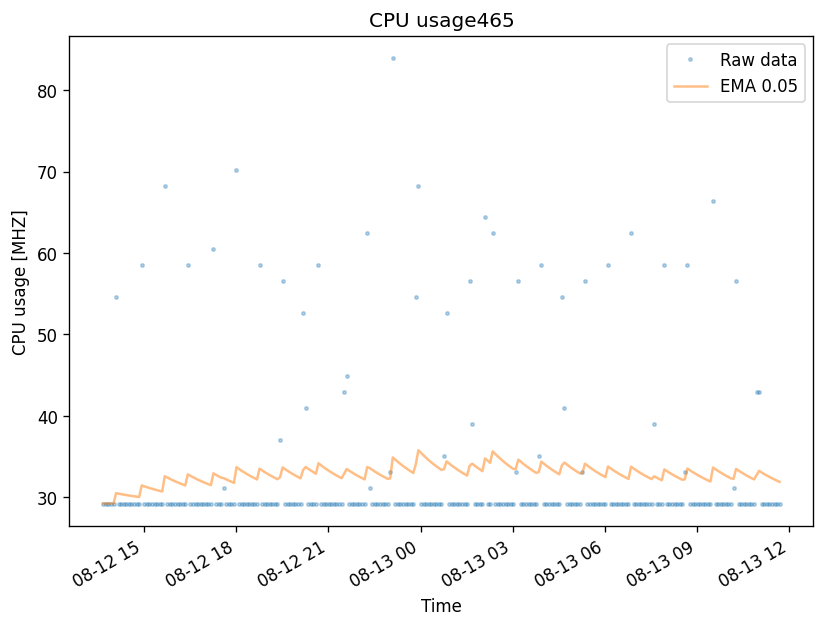 CPU usage465
Raw data
EMA 0.05
CPU usage [MHZ]
80
70
60
50
40
30
08-12 15
08-12 18
08-12 21
08-13 00
08-13 03
08-13 06
08-13 09
08-13 12
Time